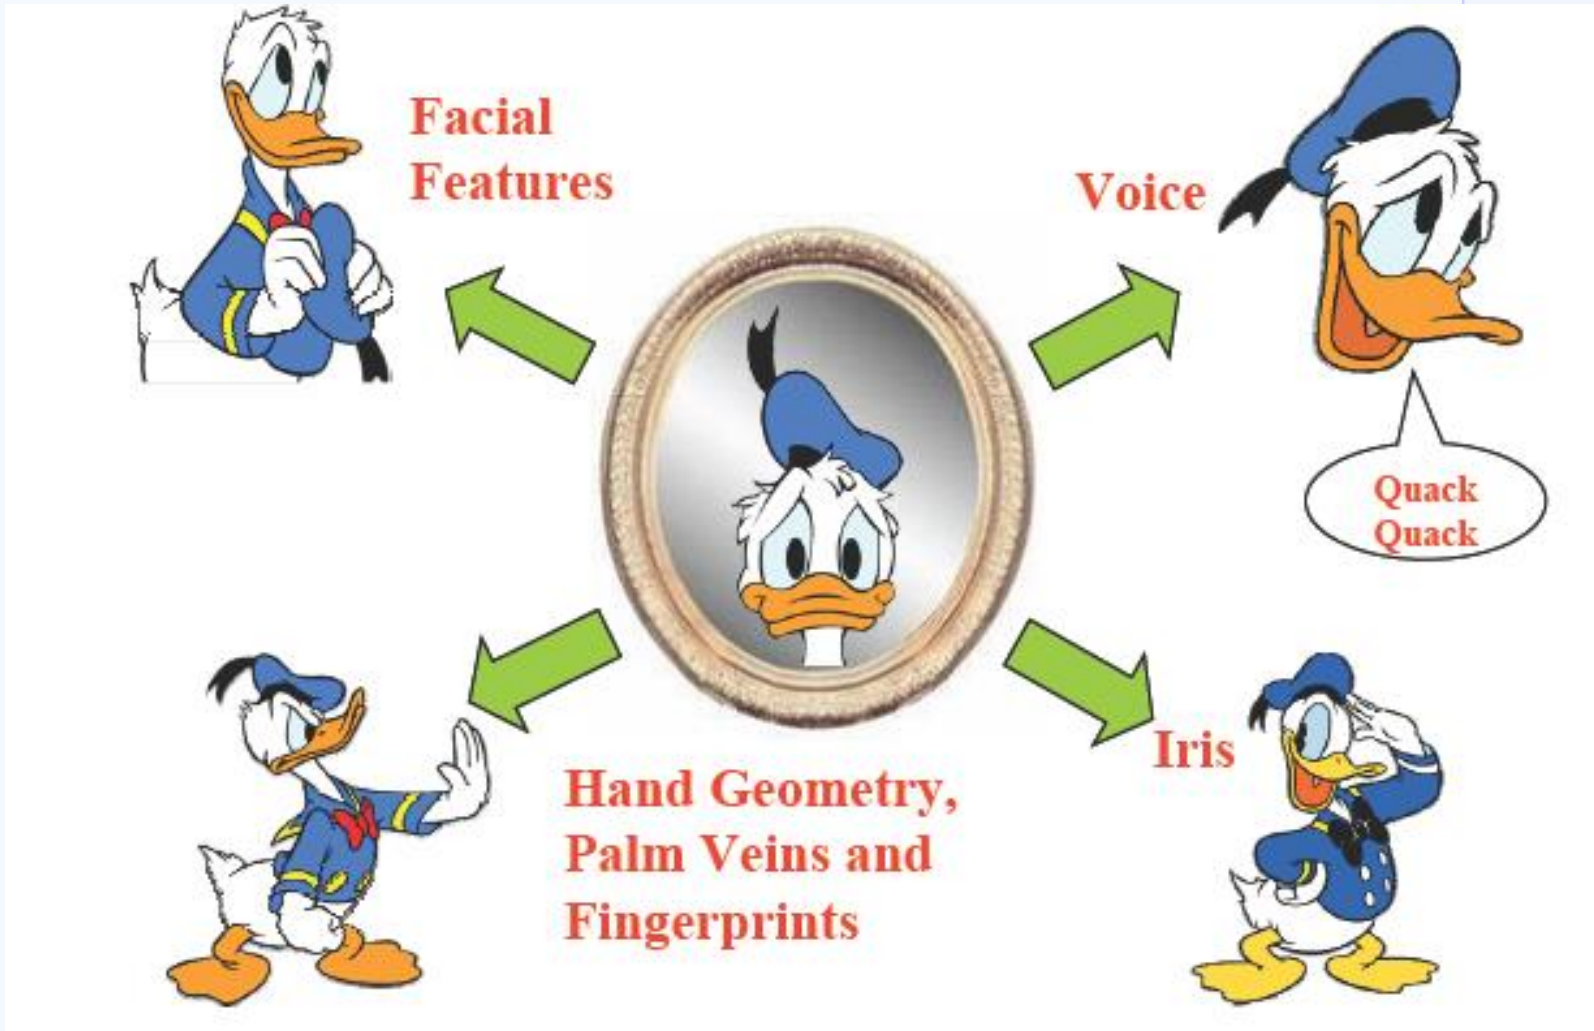 Facial
Features
Voice
Quack
Quack
Iris
Hand Geometry,
Palm Veins and
Fingerprints